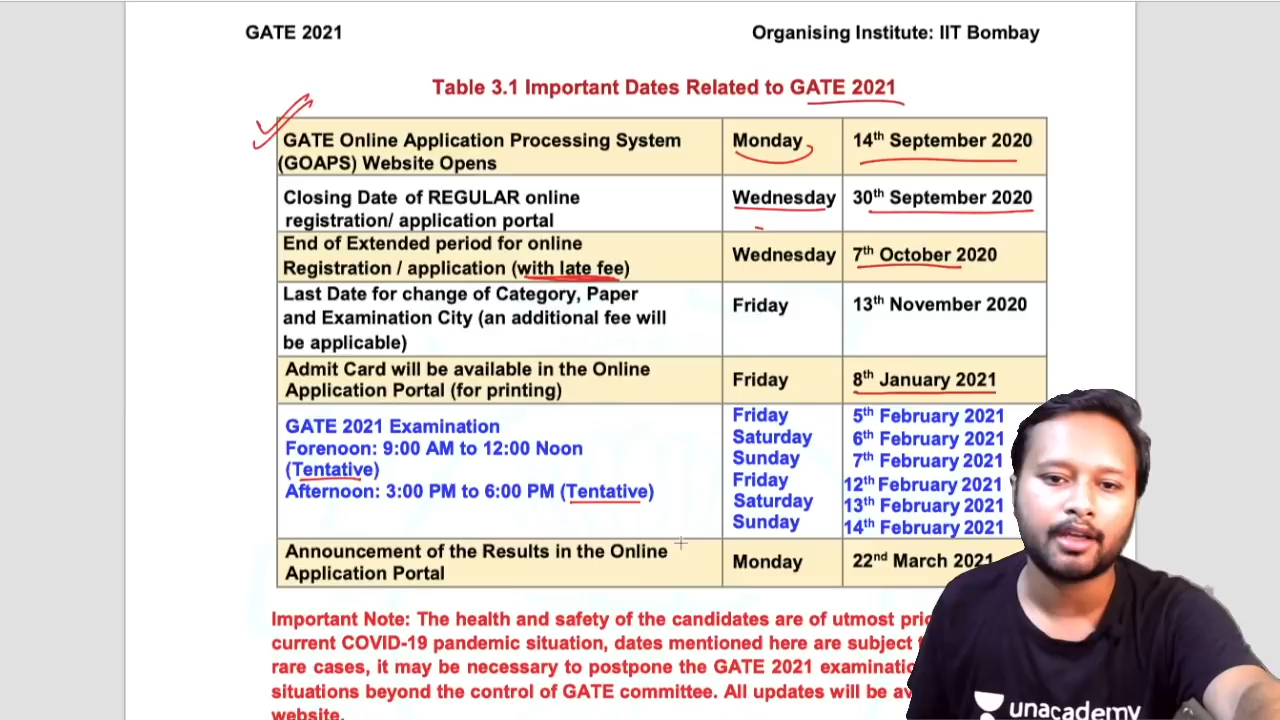 GATE 2021 Organising Institute: IIT Bombay
Table 3.1 Important Dates Related to GATE 2021
GATE Online Application Processing System
(GOAPS) Website Opens
Monday
14th September 2020
Closing Date of REGULAR online
registration/ application portal
Wednesday
30th September 2020
End of Extended period for online
Registration / application (with late fee)
Wednesday
7th October 2020
Last Date for change of Category, Paper
and Examination City (an additional fee will
be applicable)
Friday
13th November 2020
Admit Card will be available in the Online
Application Portal (for printing)
Friday
8th January 2021
GATE 2021 Examination
Forenoon: 9:00 AM to 12:00 Noon
(Tentative)
Afternoon: 3:00 PM to 6:00 PM (Tentative)
Friday 5th February 2021
Saturday 6th February 2021
Sunday 7th February 2021
Friday 12th February 2021
Saturday 13th February 2021
Sunday 14th February 2021
Announcement of the Results in the Online
Application Portal
Monday
22nd March 2021
Important Note: The health and safety of the candidates are of utmost
current COVID-19 pandemic situation, dates mentioned here are subject
rare cases, it may be necessary to postpone the GATE 2021
situations beyond the control of GATE committee. All updates will be
website.
unacademy